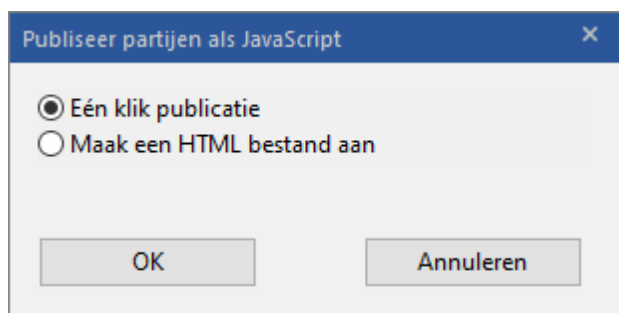 Publiseer partijen als JavaScript
Eén klik publicatie
Maak een HTML bestand aan
OK
Annuleren